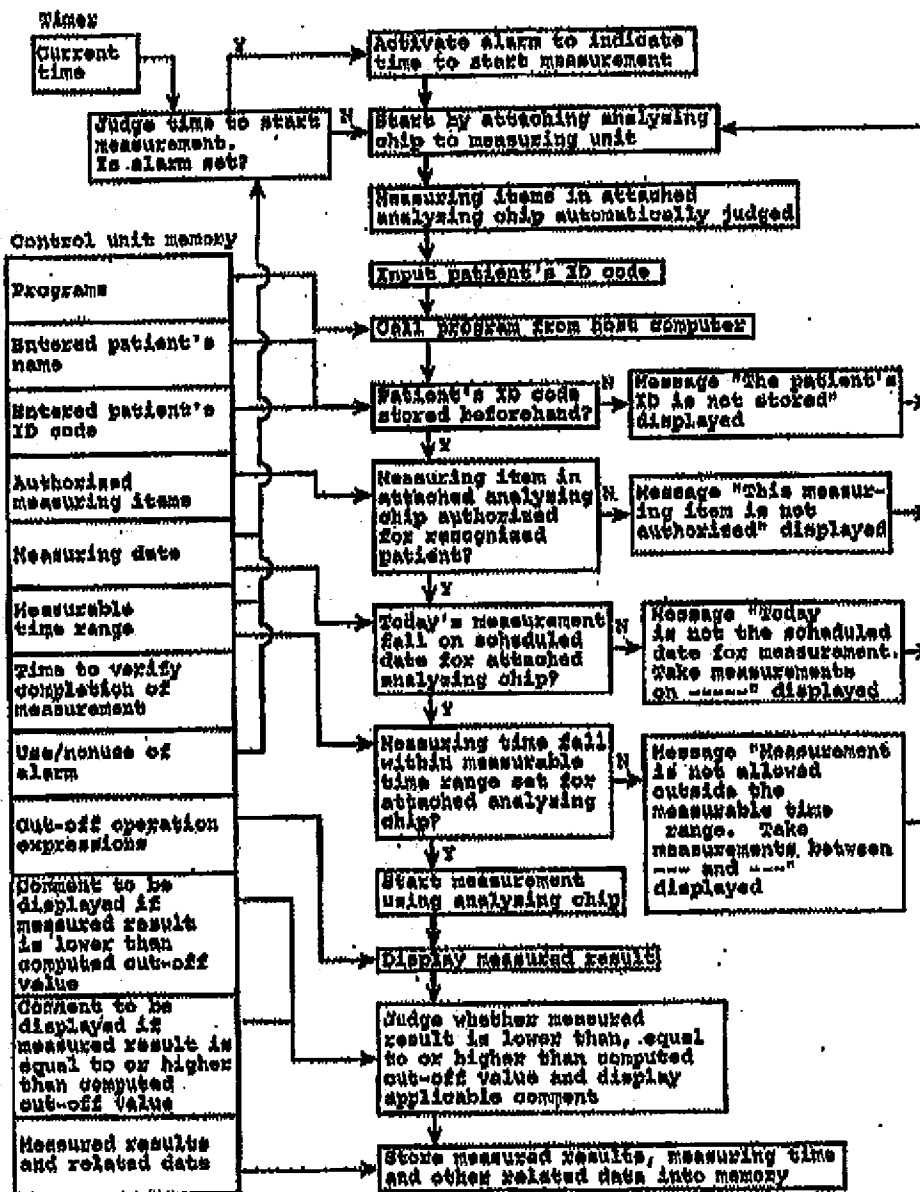 Timer
Current
time
Y
Activate alarm to indicate
time to start measurement
Judge time to start
measurement.
Is alarm set?
N
Start by attaching analyzing
chip to measuring unit
Measuring items in attached
analyzing chip automatically judged
Input patient's ID code
Call program from host computer
Control unit memory
Programs
Entered patient's
name
Entered patient's
ID code
Authorized
measuring items
Measuring date
Measurable
time range
Time to verify
completion of
measurement
Use/nonuse of
alarm
Cut-off operation
expressions
Comment to be
displayed if
measured result
is lower than
computed cut-off
value
Comment to be
displayed if
measured result is
equal to or higher
than computed
cut-off value
Measured results
and related data
Patient's ID code
stored beforehand?
N
Message "The patient's
ID is not stored"
displayed
Y
Measuring item in
attached analyzing
chip authorized
for recognized
patient?
N
Message "This measur-
ing item is not
authorized" displayed
Y
Today's measurement
fall on scheduled
date for attached
analyzing chip?
N
Message "Today
is not the scheduled
date for measurement.
Take measurements
on -----" displayed
Y
Measuring time fall
within measurable
time range set for
attached analyzing
chip?
N
Message "Measurement
is not allowed
outside the
measurable time
range. Take
measurements between
--- and ---"
displayed
Y
Start measurement
using analyzing chip
Display measured result
Judge whether measured
result is lower than, equal
to or higher than computed
cut-off value and display
applicable comment
Store measured results, measuring time
and other related data into memory